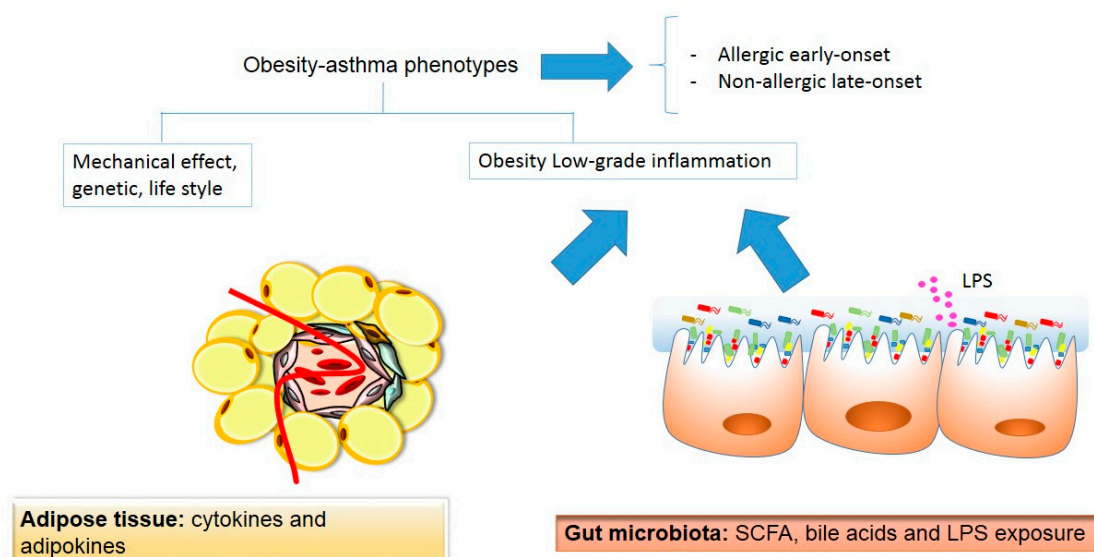 Obesity-asthma phenotypes
- Allergic early-onset
- Non-allergic late-onset
Mechanical effect,
genetic, life style
Obesity Low-grade inflammation
LPS
Adipose tissue: cytokines and
adipokines
Gut microbiota: SCFA, bile acids and LPS exposure